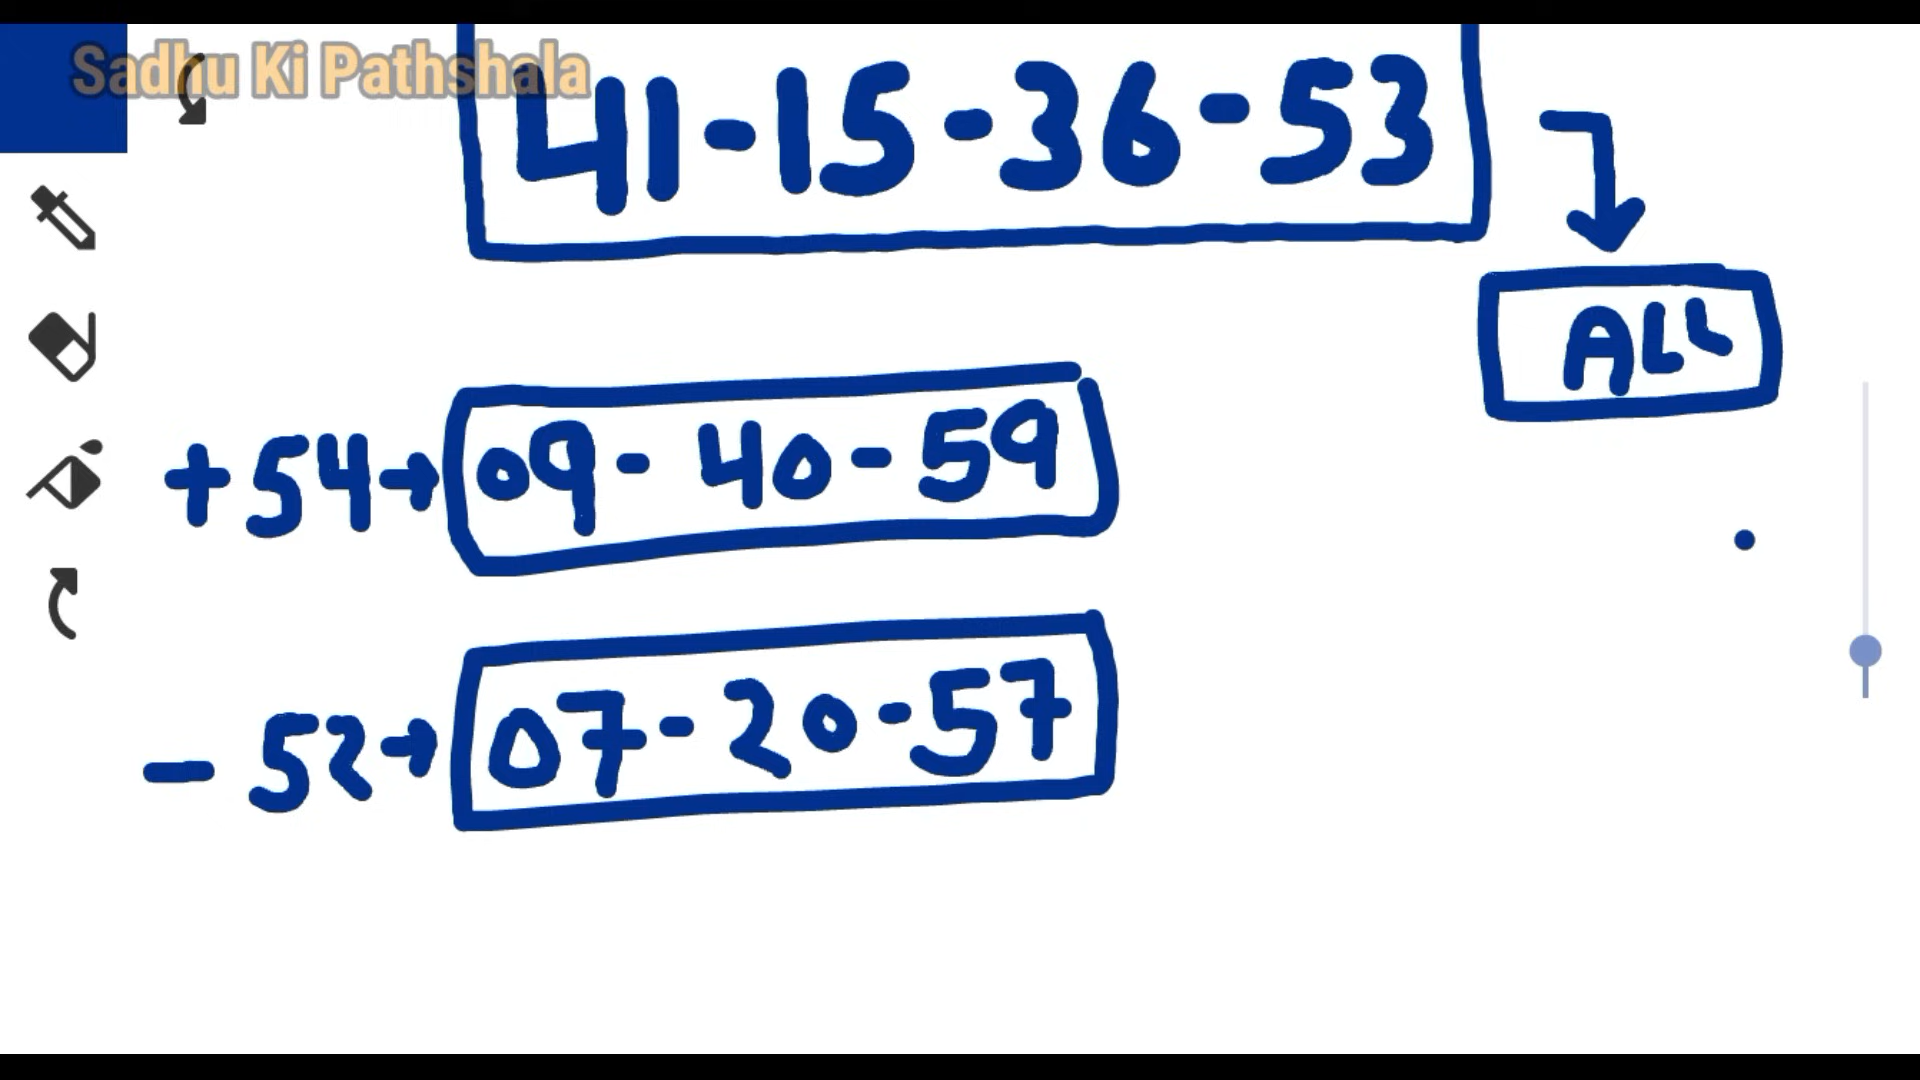 Sadhu Ki Pathshala
41-15-36-53
ALL
+54→ 09-40-59
-52→ 07-20-57